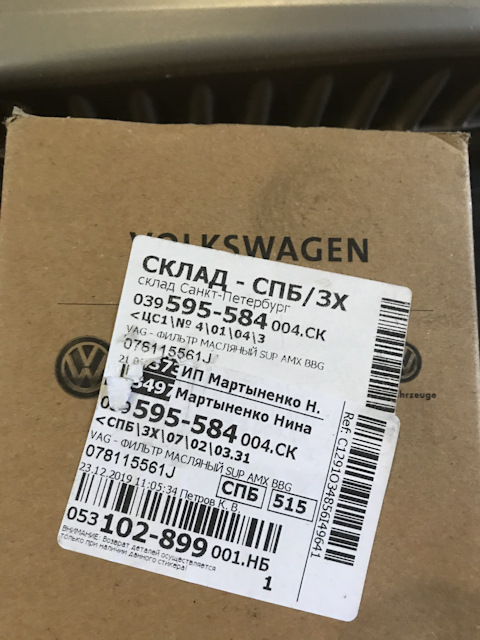 VOLKSWAGEN
СКЛАД - СПБ/ЗХ
склад Санкт-Петербург
039 595-584 004.СК
<ЦС1\№ 4\01\04\3
VAG - ФИЛЬТР МАСЛЯНЫЙ SUP AMX BBG
078115561J
ИП Мартыненко Н.
Мартыненко Нина
595-584 004.СК
<СПБ\ЗХ\07\02\03.31
VAG - ФИЛЬТР МАСЛЯНЫЙ SUP AMX BBG
078115561J
СПБ 515
23.12.2019 11:05:34 Петров К. В.
053 102-899 001.НБ
1
ВНИМАНИЕ: Возврат деталей осуществляется
только при наличии данного стикера!
Ref. C1291034856149641
hrzeuge